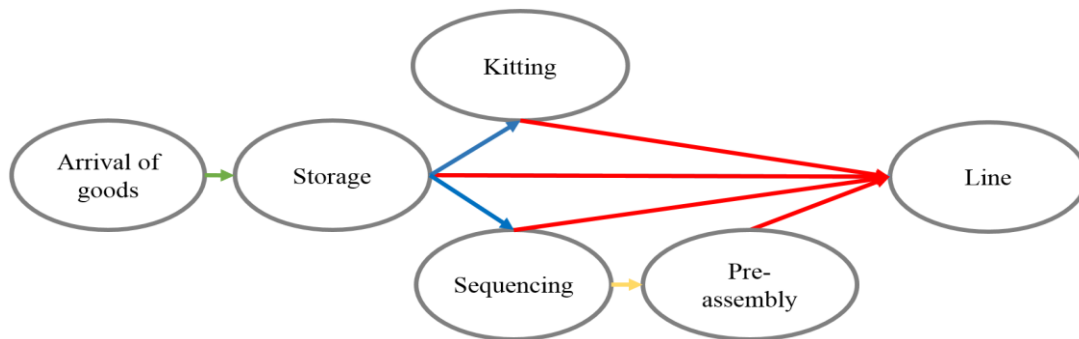 Kitting
Arrival of
goods
Storage
Line
Sequencing
Pre-
assembly